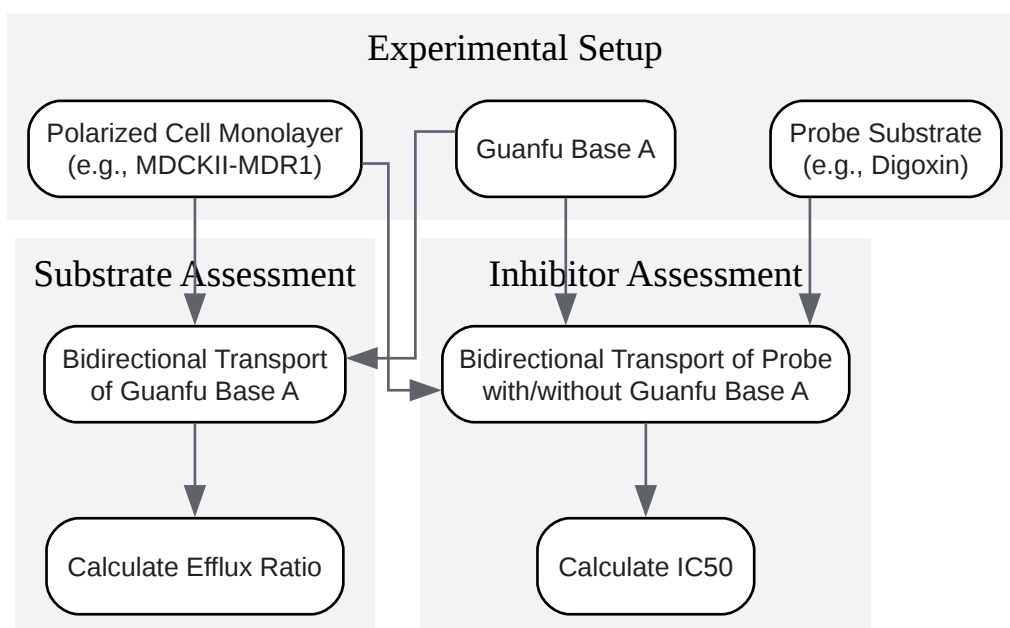 Experimental Setup
Polarized Cell Monolayer
(e.g., MDCKII-MDR1)
Guanfu Base A
Probe Substrate
(e.g., Digoxin)
Substrate Assessment
Inhibitor Assessment
Bidirectional Transport
of Guanfu Base A
Bidirectional Transport of Probe
with/without Guanfu Base A
Calculate Efflux Ratio
Calculate IC50